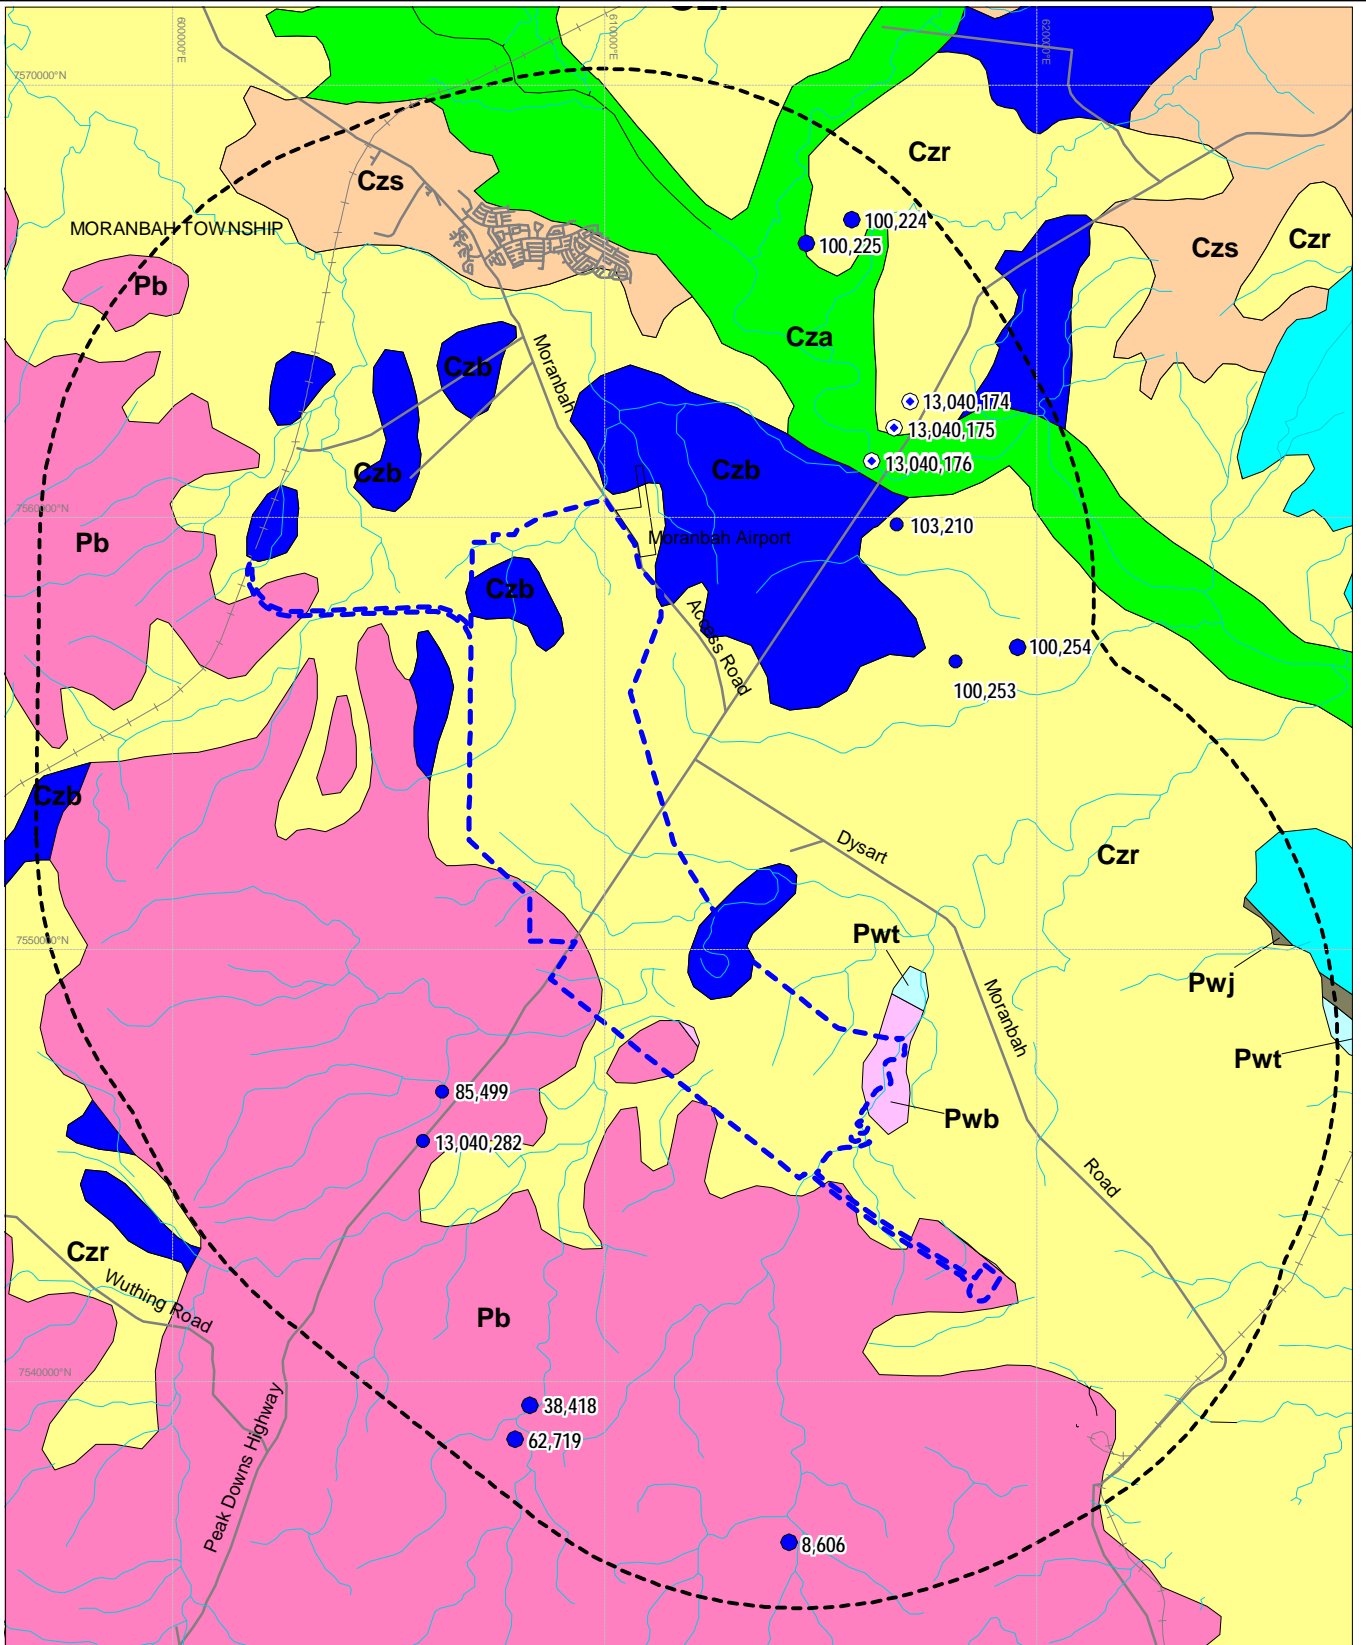 Czr
600000°E
610000°E
620000°E
7570000°N
Czr
Czs
100,224
MORANBAH TOWNSHIP
100,225
Czs
Czr
Pb
Cza
Czb
Moranbah
13,040,174
13,040,175
13,040,176
Czb
Czb
7560000°N
103,210
Pb
Moranbah Airport
Czb
Access Road
100,254
100,253
Czb
Dysart
Czr
Pwt
7550000°N
Pwj
Moranbah
Pwt
85,499
Pwb
13,040,282
Road
Czr
Wuthing Road
Pb
7540000°N
38,418
62,719
Peak Downs Highway
8,606